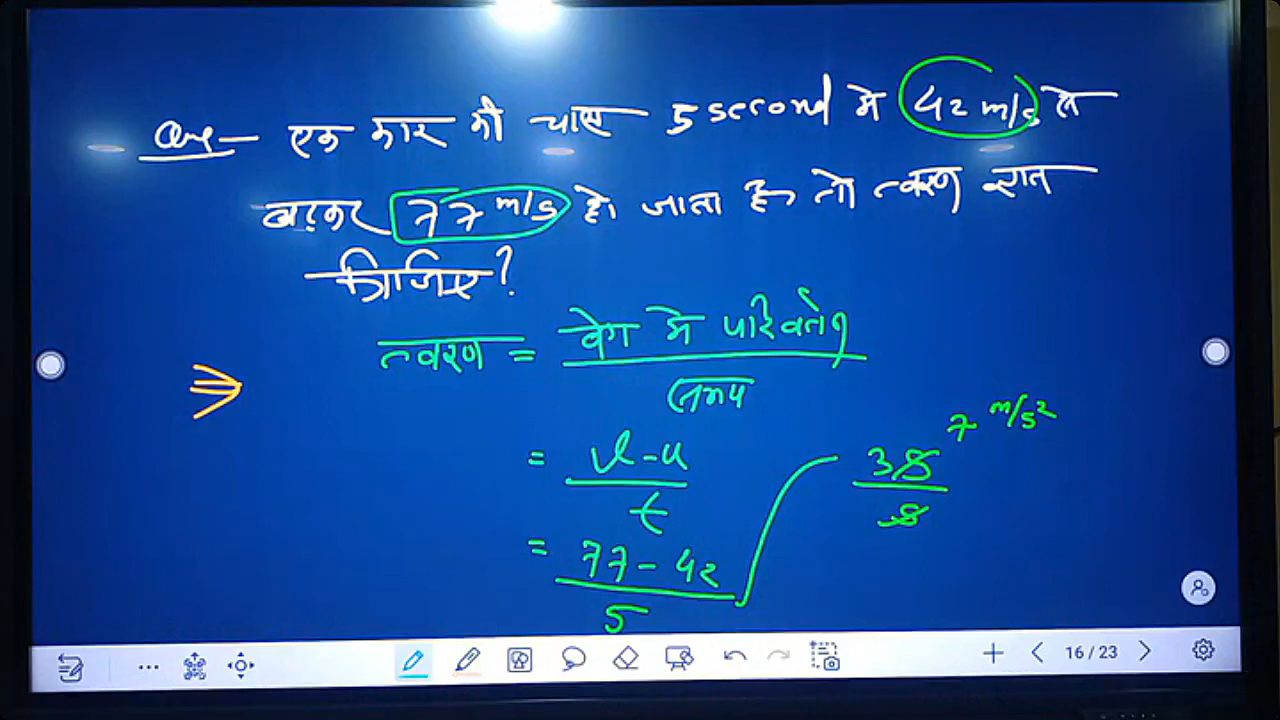 Que- एक कार की चाल 5 second में 42 m/s से
बढ़कर 77 m/s हो जाता है, तो त्वरण ज्ञात
कीजिए?
त्वरण = वेग में परिवर्तन
समय
= v-u
t
= 77-42
5
35
5
7 m/s²
16 / 23